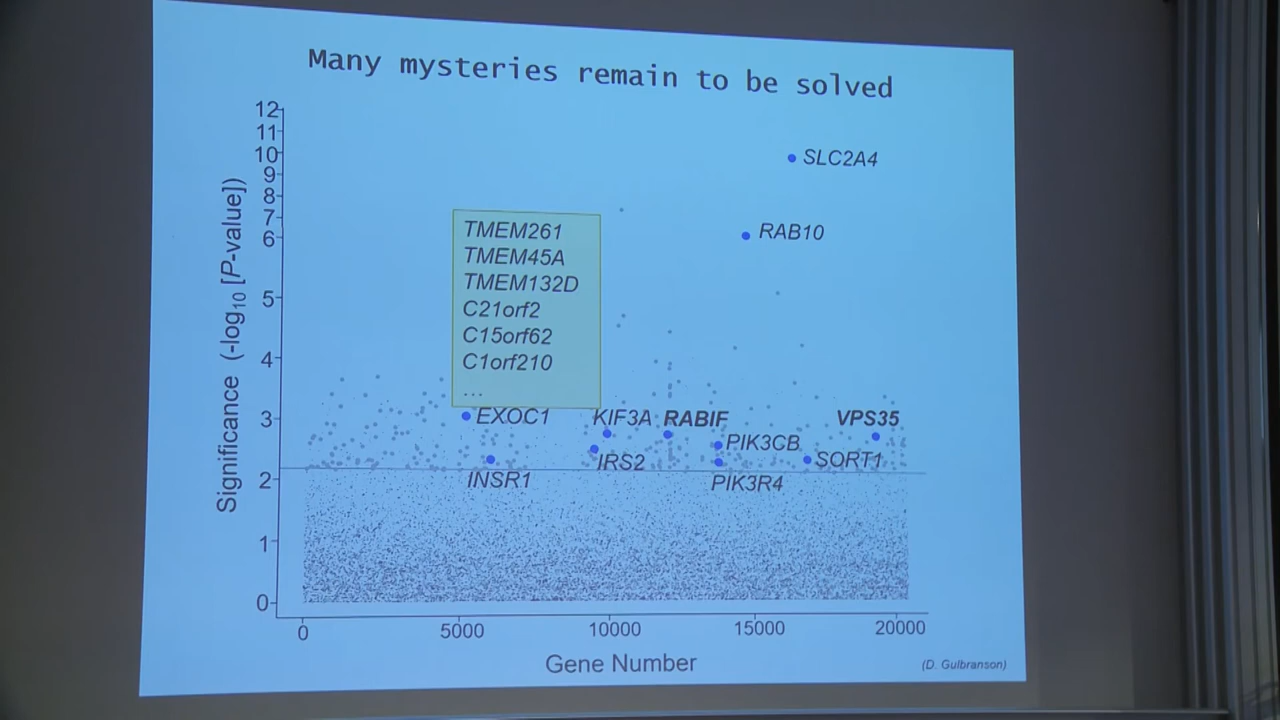 Many mysteries remain to be solved
12
11
10
9
8
7
6
5
4
3
2
1
0
Significance (-log10 [P-value])
SLC2A4
RAB10
TMEM261
TMEM45A
TMEM132D
C21orf2
C15orf62
C1orf210
...
EXOC1
KIF3A
RABIF
VPS35
PIK3CB
IRS2
SORT1
INSR1
PIK3R4
0
5000
10000
15000
20000
Gene Number
(D. Gulbranson)